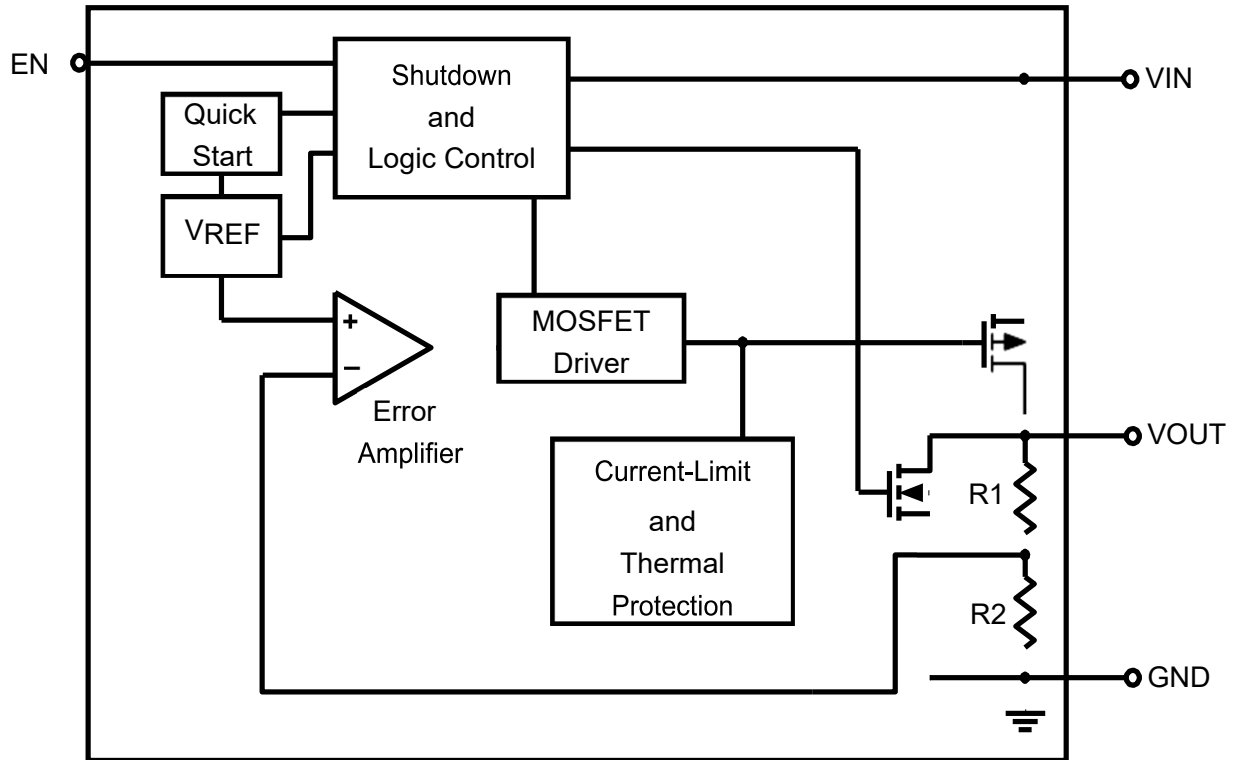 EN
Shutdown
and
Logic Control
VIN
Quick
Start
VREF
+
−
Error
Amplifier
MOSFET
Driver
Current-Limit
and
Thermal
Protection
VOUT
R1
R2
GND